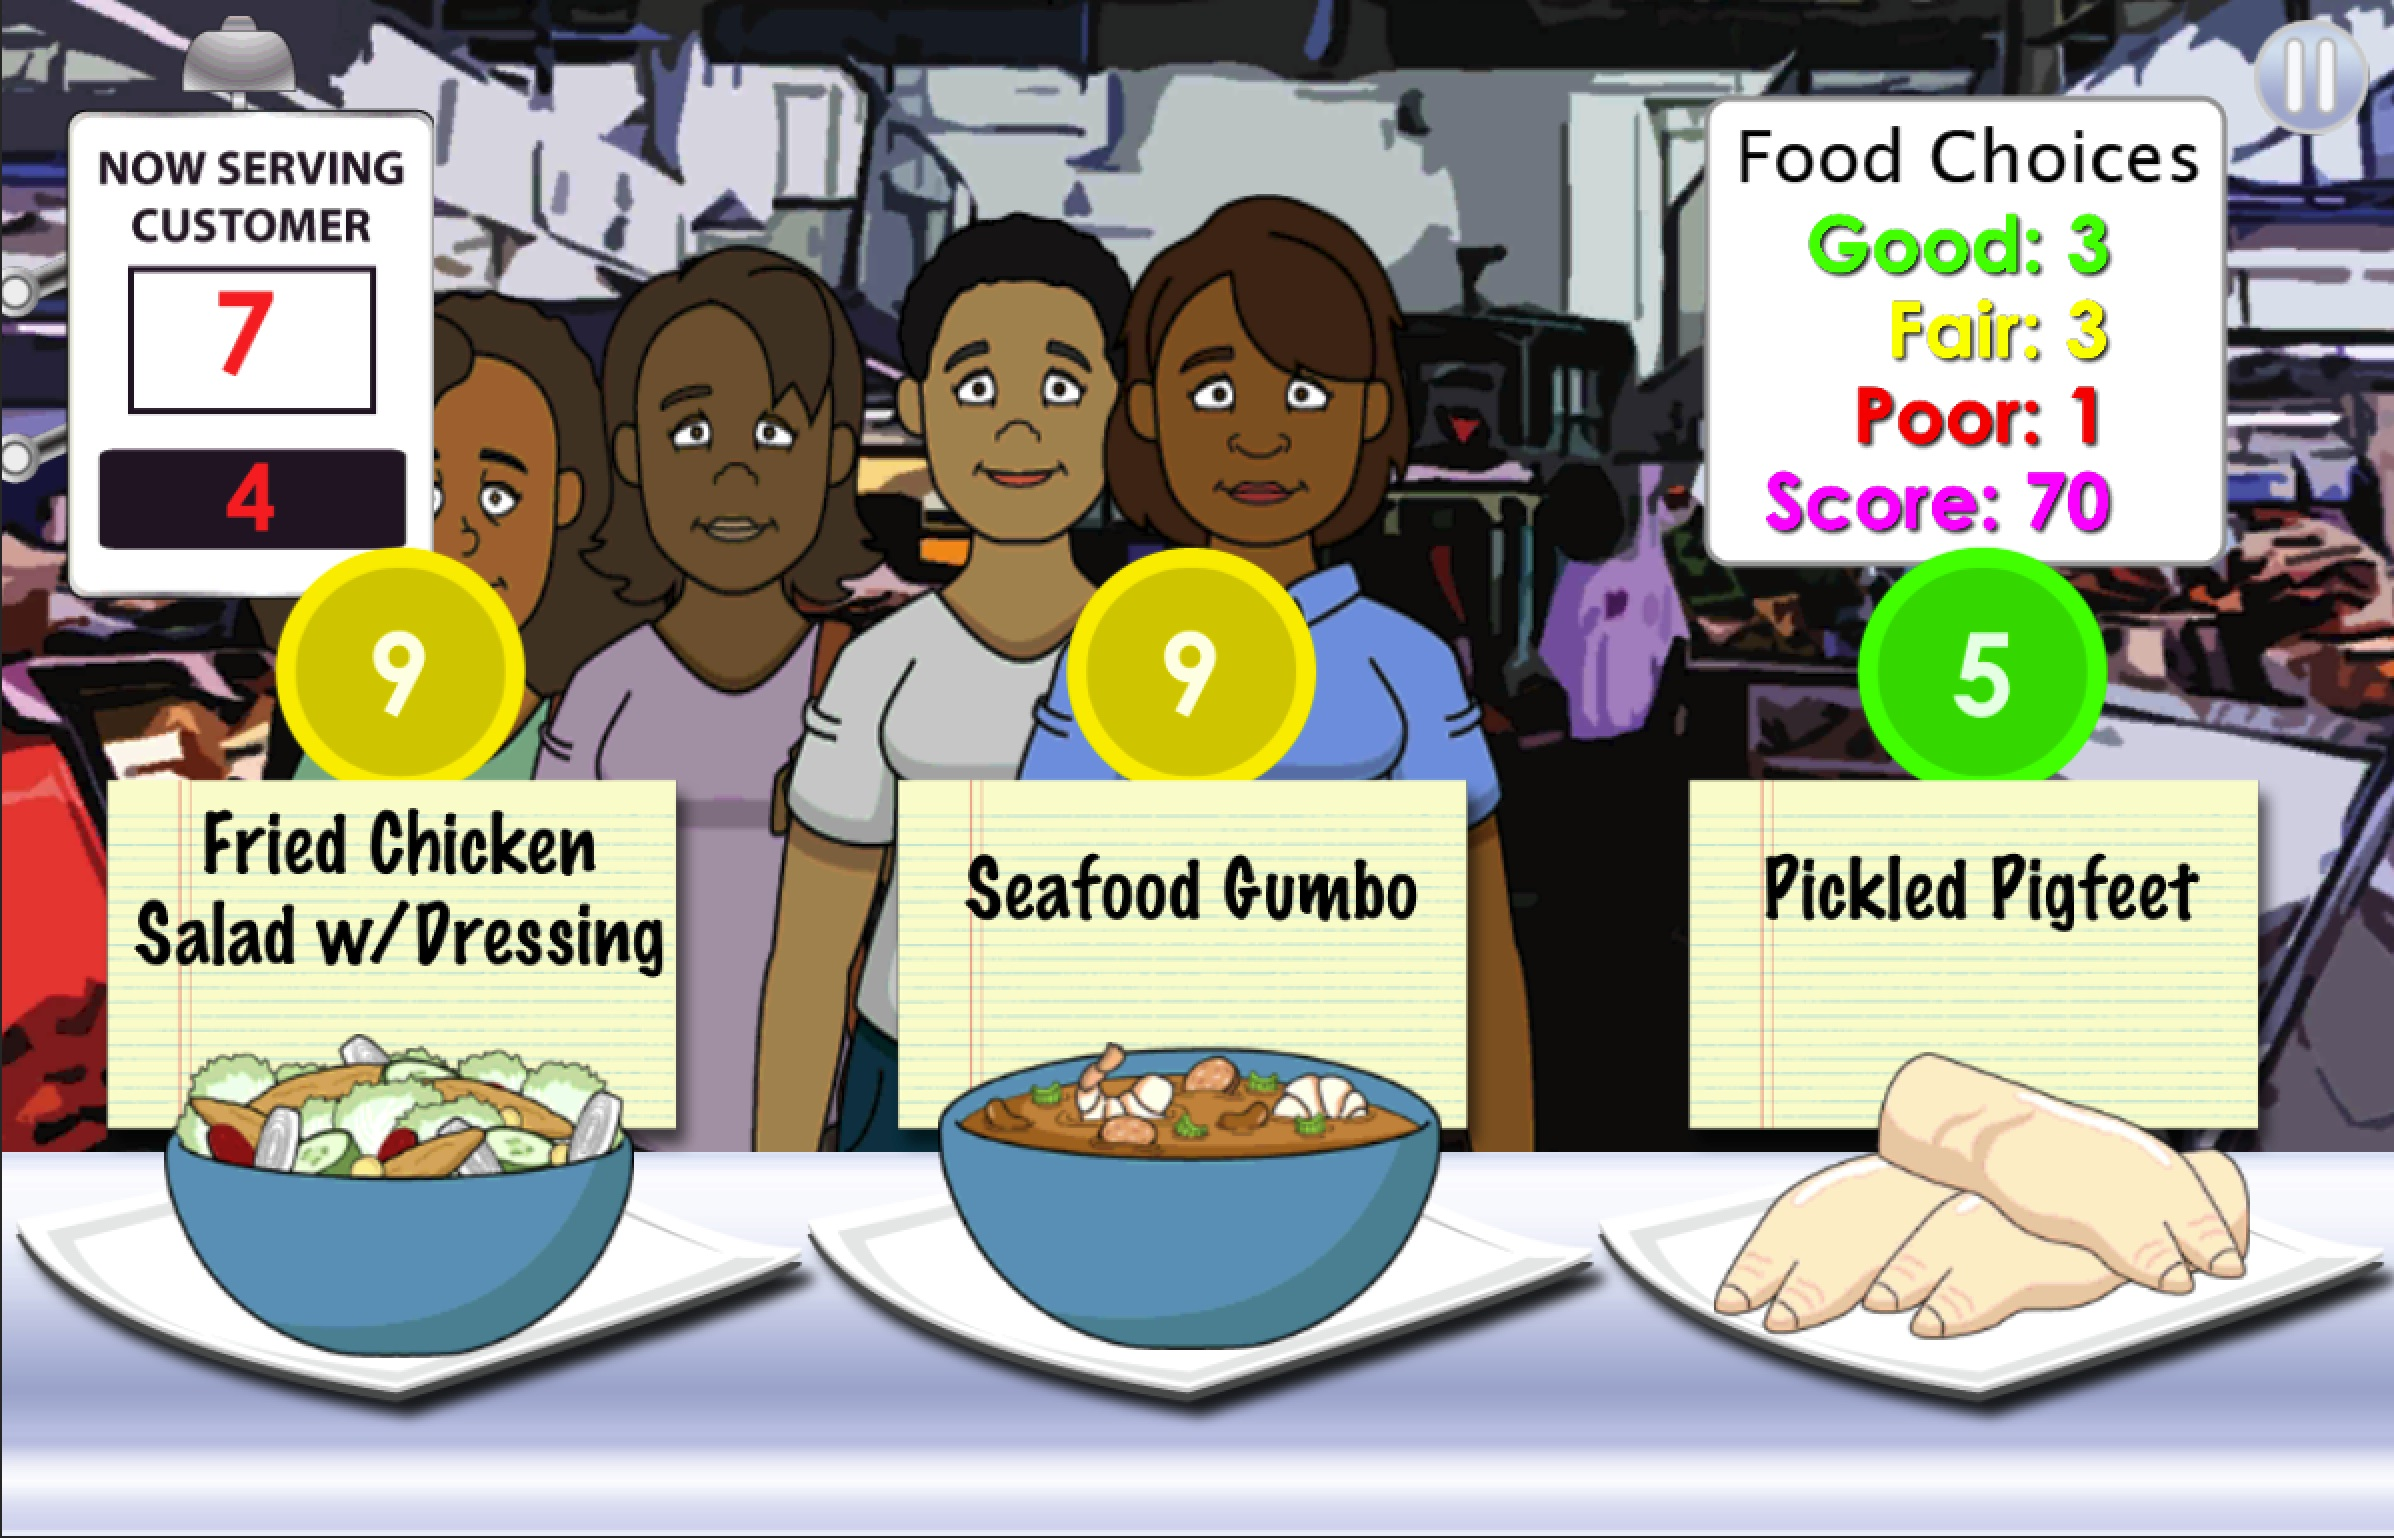 NOW SERVING
CUSTOMER
7
4
Food Choices
Good: 3
Fair: 3
Poor: 1
Score: 70
9
9
5
Fried Chicken
Salad w/Dressing
Seafood Gumbo
Pickled Pigfeet